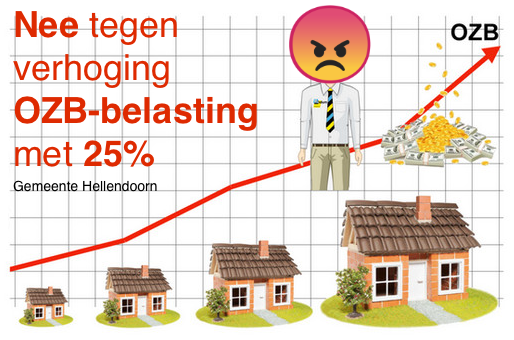 Nee tegen
verhoging
OZB-belasting
met 25%
Gemeente Hellendoorn
OZB